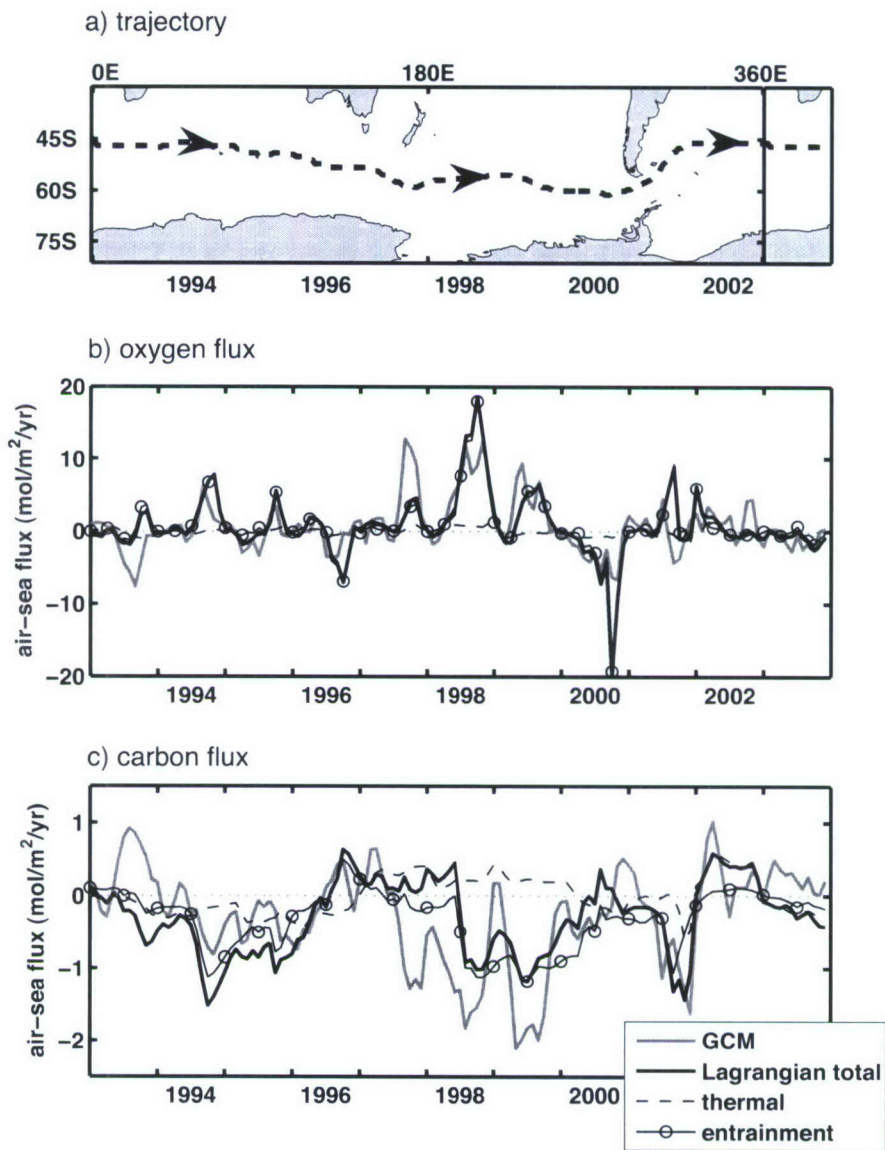 a) trajectory
0E 180E 360E
45S
60S
75S
1994 1996 1998 2000 2002
b) oxygen flux
air-sea flux (mol/m²/yr)
20
10
0
-10
-20
1994 1996 1998 2000 2002
c) carbon flux
air-sea flux (mol/m²/yr)
1
0
-1
-2
1994 1996 1998 2000
GCM
Lagrangian total
thermal
entrainment